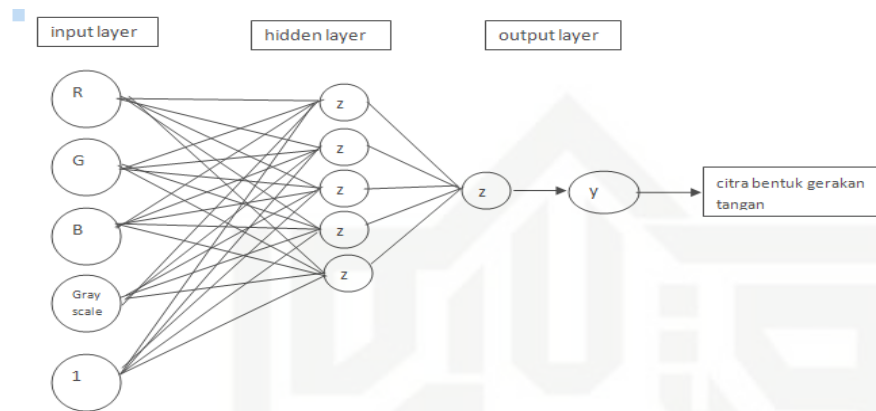 input layer
hidden layer
output layer
R
G
B
Gray
scale
1
z
z
z
z
z
z
y
citra bentuk gerakan
tangan